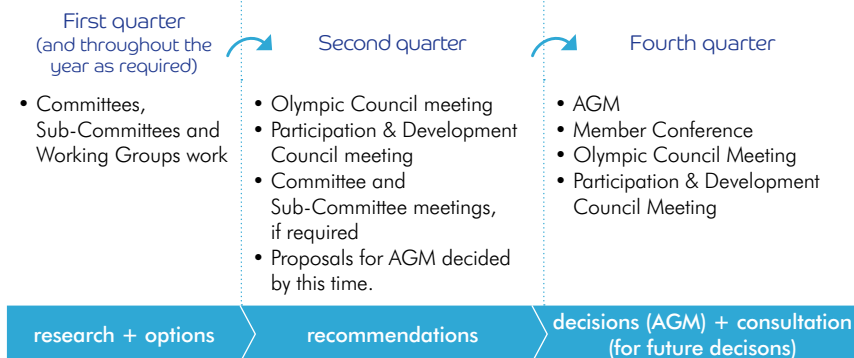 First quarter
(and throughout the
year as required)
• Committees,
Sub-Committees and
Working Groups work
research + options
Second quarter
• Olympic Council meeting
• Participation & Development
Council meeting
• Committee and
Sub-Committee meetings,
if required
• Proposals for AGM decided
by this time.
recommendations
Fourth quarter
• AGM
• Member Conference
• Olympic Council Meeting
• Participation & Development
Council Meeting
decisions (AGM) + consultation
(for future decisons)